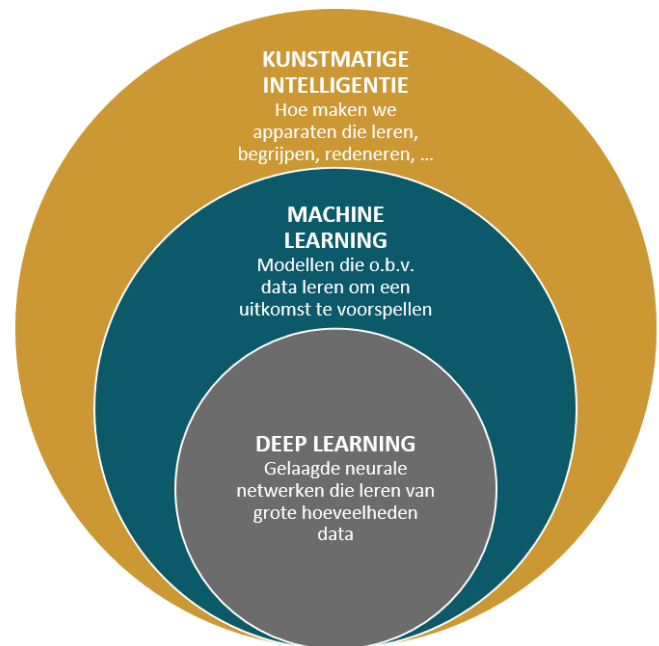 KUNSTMATIGE
INTELLIGENTIE
Hoe maken we
apparaten die leren,
begrijpen, redeneren, ...
MACHINE
LEARNING
Modellen die o.b.v.
data leren om een
uitkomst te voorspellen
DEEP LEARNING
Gelaagde neurale
netwerken die leren van
grote hoeveelheden
data